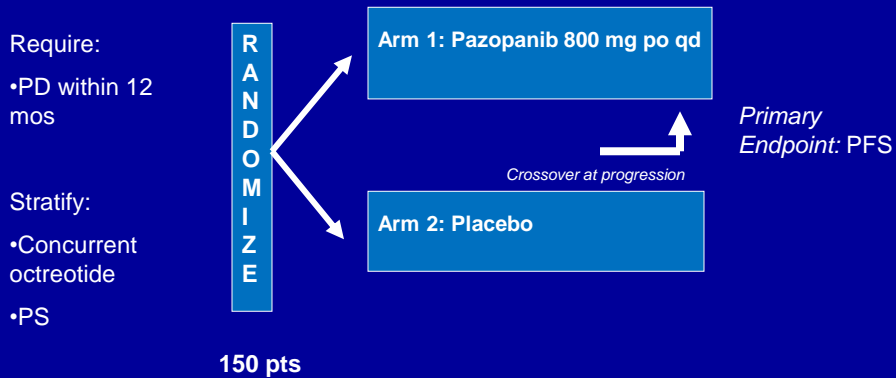 Require:
•PD within 12
mos
Stratify:
•Concurrent
octreotide
•PS
R
A
N
D
O
M
I
Z
E
150 pts
Arm 1: Pazopanib 800 mg po qd
Crossover at progression
Arm 2: Placebo
Primary
Endpoint: PFS